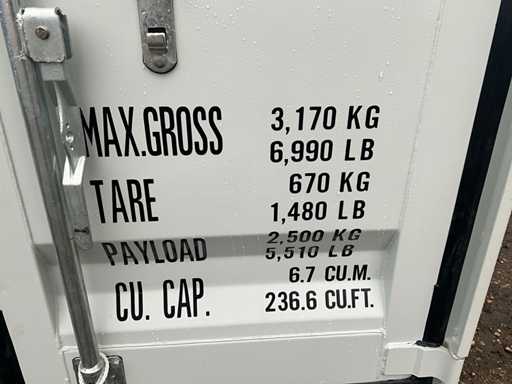 MAX.GROSS 3,170 KG
6,990 LB
TARE 670 KG
1,480 LB
PAYLOAD 2,500 KG
5,510 LB
CU. CAP. 6.7 CU.M.
236.6 CU.FT.